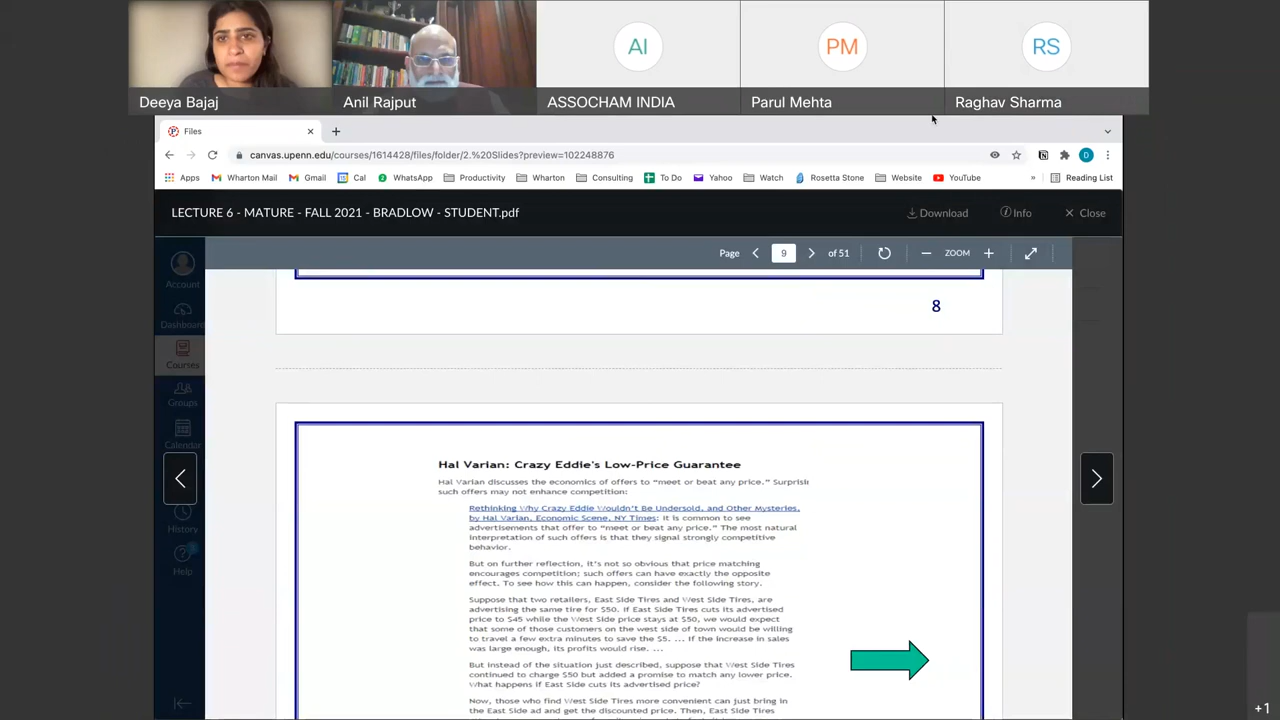 AI
PM
RS
Deeya Bajaj
Anil Rajput
ASSOCHAM INDIA
Parul Mehta
Raghav Sharma
Files
canvas.upenn.edu/courses/1614428/files/folder/2.%20Slides?preview=102248876
D
Apps Wharton Mail Gmail Cal WhatsApp Productivity Wharton Consulting To Do Yahoo Watch Rosetta Stone Website YouTube » Reading List
LECTURE 6 - MATURE - FALL 2021 - BRADLOW - STUDENT.pdf
Download Info Close
Page 9 of 51 ZOOM
Account
Dashboard
Courses
Groups
Calendar
History
Help
8
Hal Varian: Crazy Eddie's Low-Price Guarantee
Hal Varian discusses the economics of offers to "meet or beat any price." Surprisin
such offers may not enhance competition:
Rethinking Why Crazy Eddie Wouldn't Be Undersold, and Other Mysteries,
by Hal Varian, Economic Scene, NY Times: it is common to see
advertisements that offer to "meet or beat any price." The most natural
interpretation of such offers is that they signal strongly competitive
behavior.
But on further reflection, it's not so obvious that price matching
encourages competition; such offers can have exactly the opposite
effect. To see how this can happen, consider the following story.
Suppose that two retailers, East Side Tires and West Side Tires, are
advertising the same tire for $50. If East Side Tires cuts its advertised
price to $45 while the West Side price stays at $50, we would expect
that some of those customers on the west side of town would be willing
to travel a few extra minutes to save the $5. ... If the increase in sales
was large enough, its profits would rise. ...
But instead of the situation just described, suppose that West Side Tires
continued to charge $50 but added a promise to match any lower price.
What happens if East Side cuts its advertised price?
Now, those who find West Side Tires more convenient can just bring in
the East Side ad and get the discounted price. Then, East Side Tires
+1